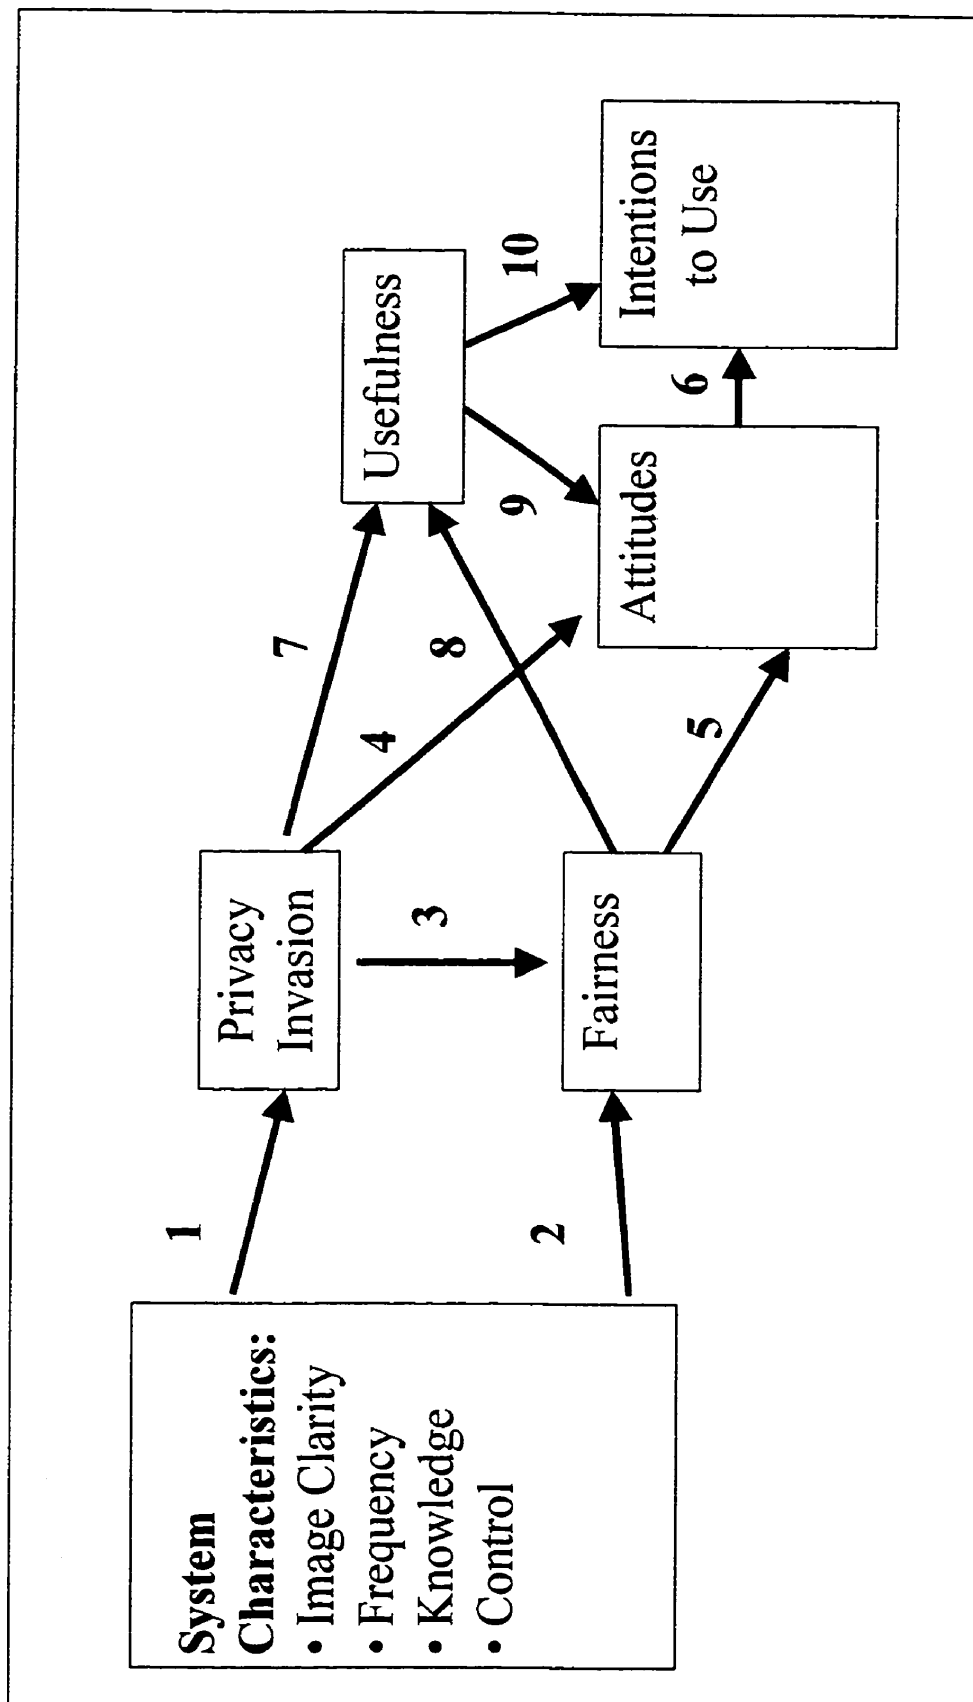 System
Characteristics:
• Image Clarity
• Frequency
• Knowledge
• Control
1
2
Privacy
Invasion
3
Fairness
7
4
8
5
Usefulness
9
10
Attitudes
6
Intentions
to Use